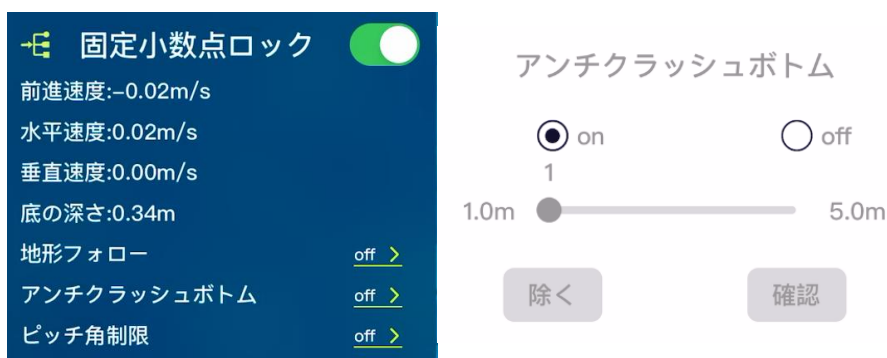 固定小数点ロック
前進速度:-0.02m/s
水平速度:0.02m/s
垂直速度:0.00m/s
底の深さ:0.34m
地形フォロー off >
アンチクラッシュボトム off >
ピッチ角制限 off >
アンチクラッシュボトム
on off
1
1.0m 5.0m
除く 確認